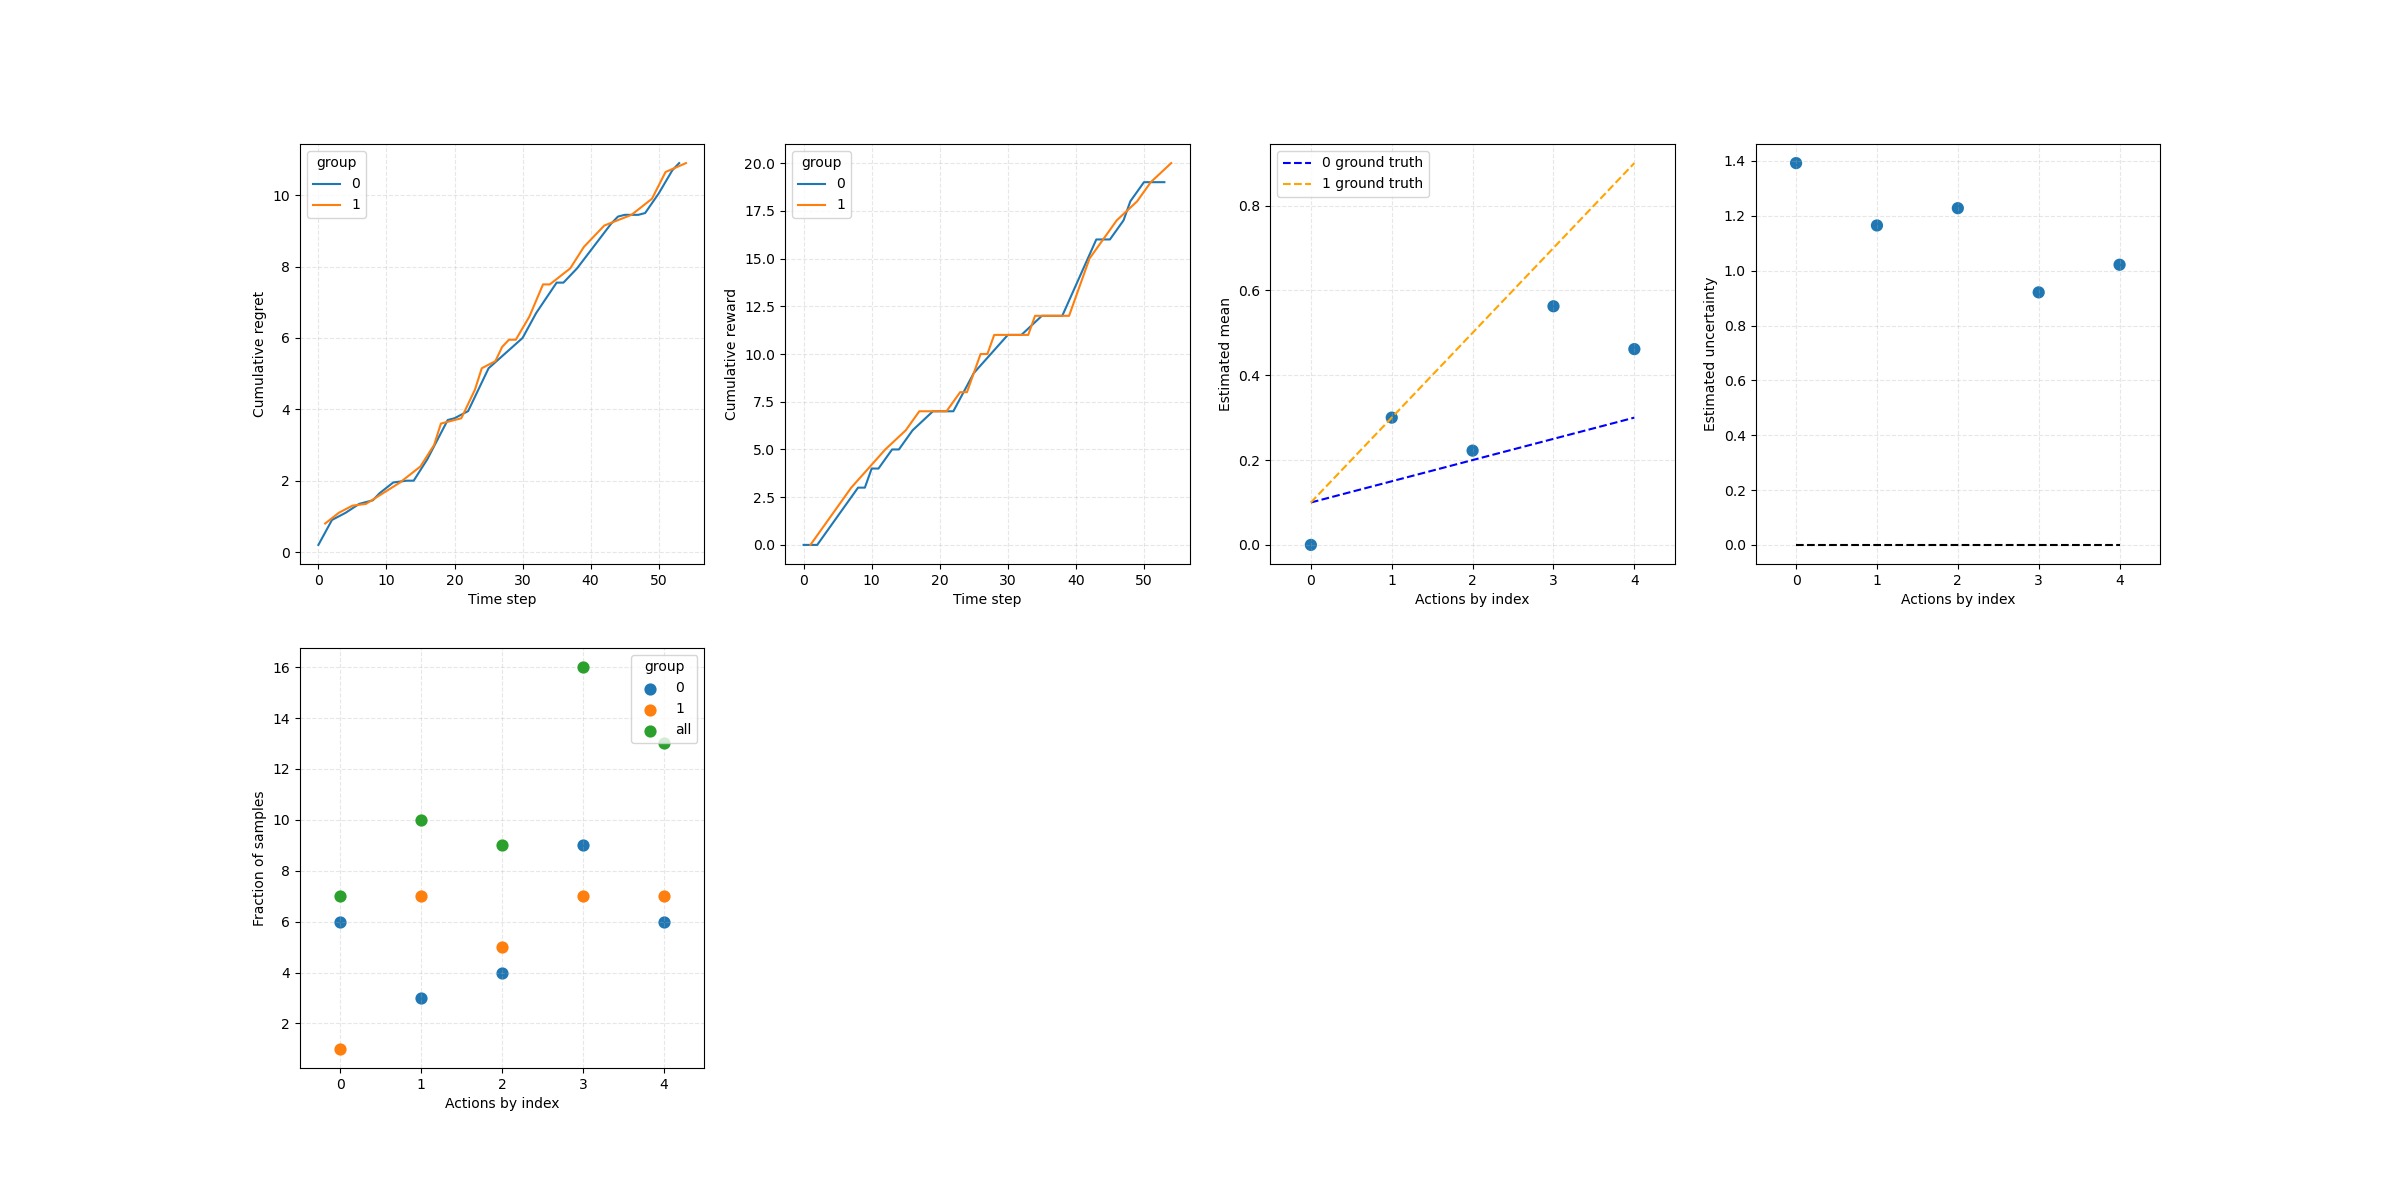 group
0
1
10
8
6
4
2
0
Cumulative regret
0 10 20 30 40 50
Time step
group
0
1
20.0
17.5
15.0
12.5
10.0
7.5
5.0
2.5
0.0
Cumulative reward
0 10 20 30 40 50
Time step
0 ground truth
1 ground truth
0.8
0.6
0.4
0.2
0.0
Estimated mean
0 1 2 3 4
Actions by index
1.4
1.2
1.0
0.8
0.6
0.4
0.2
0.0
Estimated uncertainty
0 1 2 3 4
Actions by index
group
0
1
all
16
14
12
10
8
6
4
2
Fraction of samples
0 1 2 3 4
Actions by index